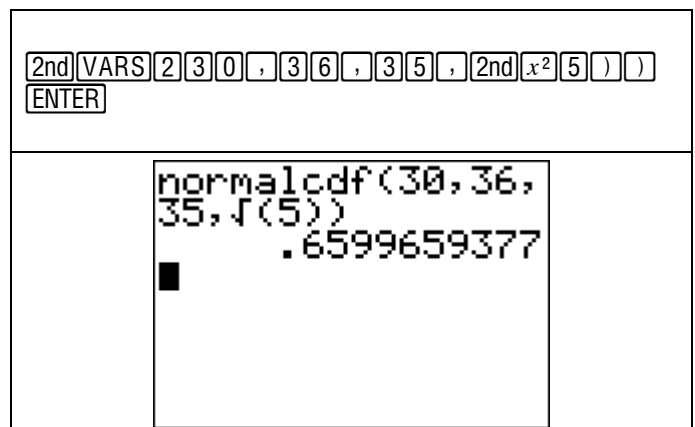 2nd VARS 2 3 0 , 3 6 , 3 5 , 2nd x² 5 ) )
ENTER
normalcdf(30,36,
35,√(5))
.6599659377